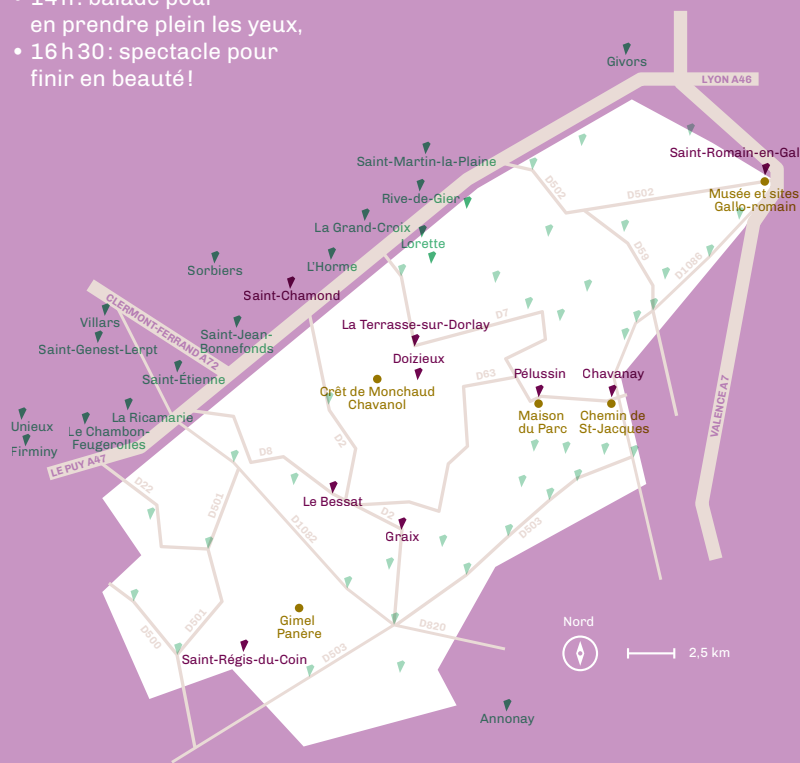 • 14 h : balade pour
en prendre plein les yeux,
• 16 h 30 : spectacle pour
finir en beauté !
Givors
LYON A46
Saint-Martin-la-Plaine
Saint-Romain-en-Gal
Rive-de-Gier
D502
D502
Musée et sites
Gallo-romain
La Grand-Croix
Lorette
D59
D1086
Sorbiers
L'Horme
Saint-Chamond
CLERMONT-FERRAND A72
Villars
Saint-Genest-Lerpt
Saint-Jean-
Bonnefonds
La Terrasse-sur-Dorlay
D7
Doizieux
Saint-Étienne
D63
Pélussin
Chavanay
Crêt de Monchaud
Chavanol
VALENCE A7
Maison
du Parc
Chemin de
St-Jacques
Unieux
La Ricamarie
Le Chambon-
Feugerolles
Firminy
LE PUY A47
D8
D2
D22
D501
Le Bessat
D2
D1082
Graix
D503
D501
D500
Gimel
Panère
D820
Nord
2,5 km
Saint-Régis-du-Coin
D503
Annonay